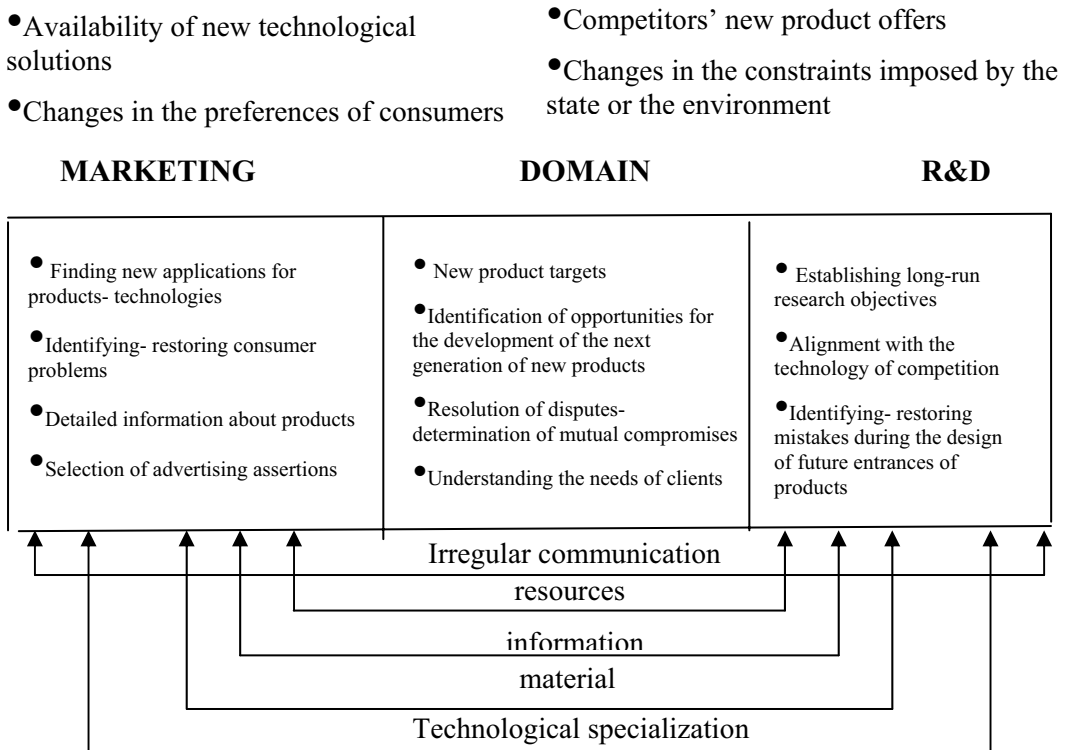 •Availability of new technological
solutions
•Changes in the preferences of consumers
•Competitors’ new product offers
•Changes in the constraints imposed by the
state or the environment
MARKETING
DOMAIN
R&D
• Finding new applications for
products- technologies
•Identifying- restoring consumer
problems
•Detailed information about products
•Selection of advertising assertions
• New product targets
•Identification of opportunities for
the development of the next
generation of new products
•Resolution of disputes-
determination of mutual compromises
•Understanding the needs of clients
• Establishing long-run
research objectives
•Alignment with the
technology of competition
•Identifying- restoring
mistakes during the design
of future entrances of
products
Irregular communication
resources
information
material
Technological specialization